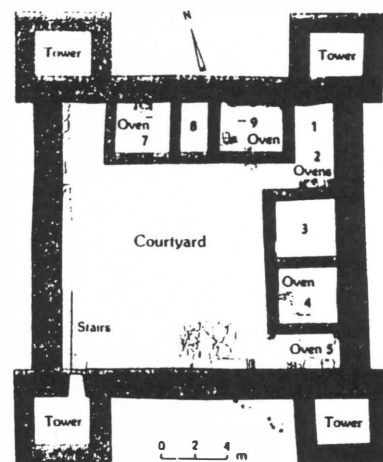 N
Tower
Tower
Oven
7
8
9
Oven
1
2
Ovens
3
Courtyard
Oven
4
Stairs
Oven 5
Tower
Tower
0 2 4
m